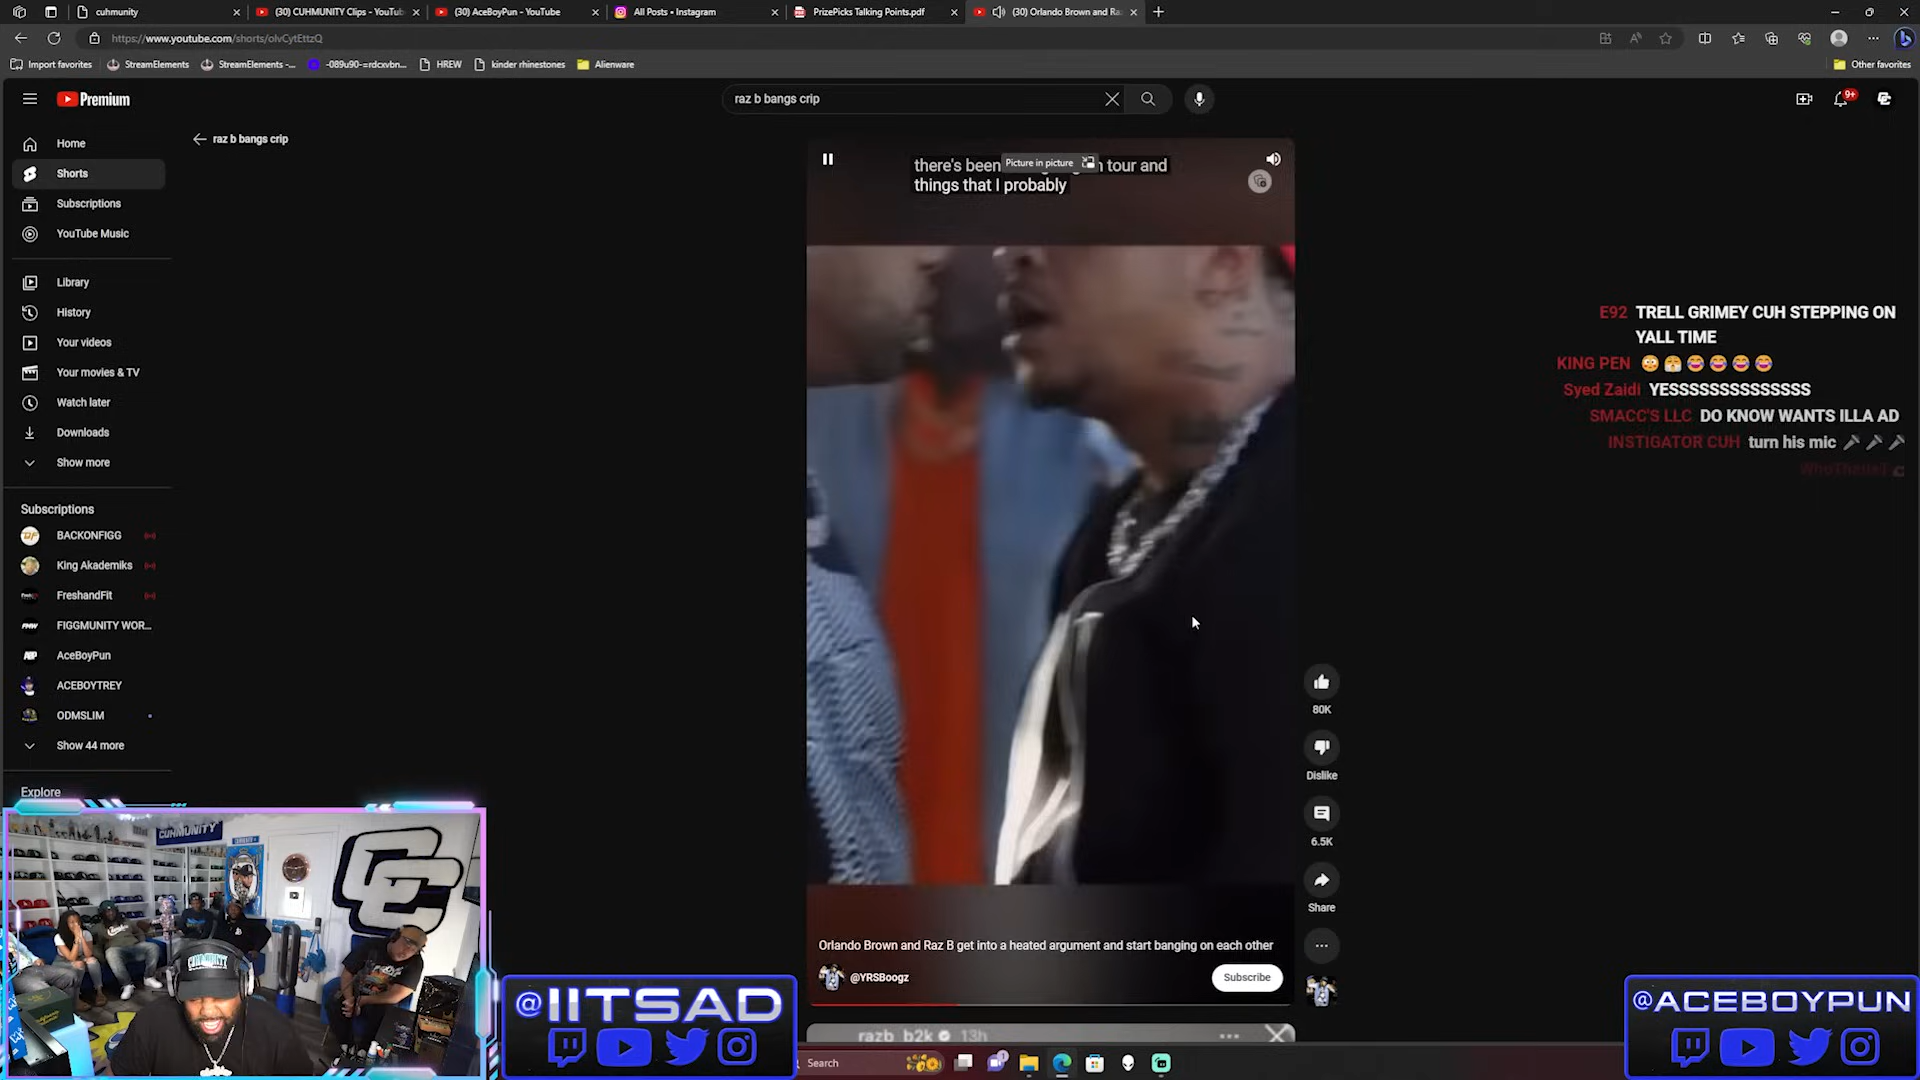 cuhmunity
(30) CUHMUNITY Clips - YouTub
(30) AceBoyPun - YouTube
All Posts • Instagram
PrizePicks Talking Points.pdf
(30) Orlando Brown and Ra
https://www.youtube.com/shorts/olvCytEttzQ
Import favorites
StreamElements
StreamElements -...
-089u90-=rdcxvbn...
HREW
kinder rhinestones
Alienware
Other favorites
Premium
raz b bangs crip
9+
raz b bangs crip
Home
Shorts
Subscriptions
YouTube Music
Library
History
Your videos
Your movies & TV
Watch later
Downloads
Show more
Subscriptions
BACKONFIGG
King Akademiks
FreshandFit
FIGGMUNITY WOR...
AceBoyPun
ACEBOYTREY
ODMSLIM
Show 44 more
Explore
there's been
Picture in picture
tour and
things that I probably
E92 TRELL GRIMEY CUH STEPPING ON
YALL TIME
KING PEN 😳😤😂😂😂😂
Syed Zaidi YESSSSSSSSSSSSSS
SMACC'S LLC DO KNOW WANTS ILLA AD
INSTIGATOR CUH turn his mic 🎤🎤🎤
80K
Dislike
6.5K
Share
Orlando Brown and Raz B get into a heated argument and start banging on each other
@YRSBoogz
Subscribe
razb_b2k 13h
CUHMUNITY
CC
@IITSAD
@ACEBOYPUN
Search